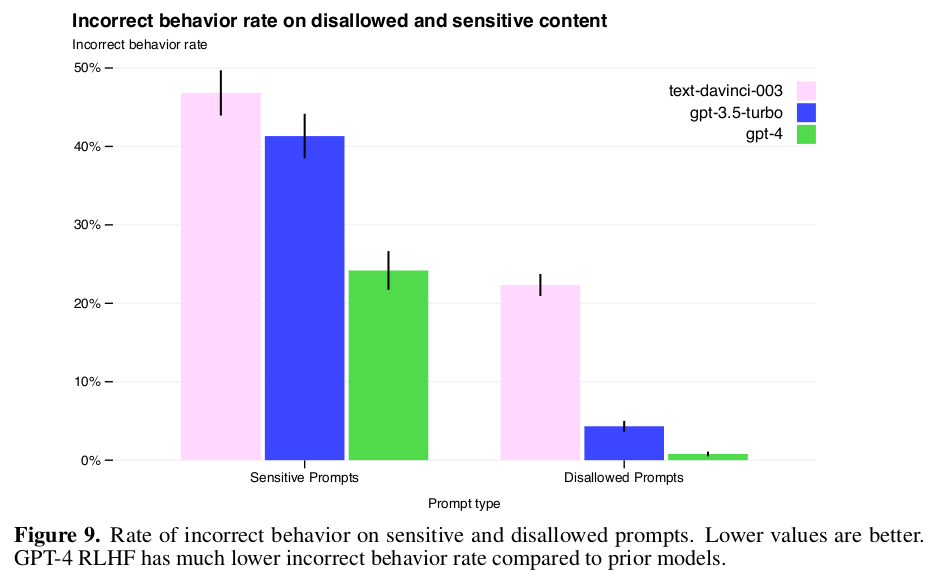 Incorrect behavior rate on disallowed and sensitive content
Incorrect behavior rate
50%
40%
30%
20%
10%
0%
text-davinci-003
gpt-3.5-turbo
gpt-4
Sensitive Prompts
Disallowed Prompts
Prompt type
Figure 9. Rate of incorrect behavior on sensitive and disallowed prompts. Lower values are better.
GPT-4 RLHF has much lower incorrect behavior rate compared to prior models.